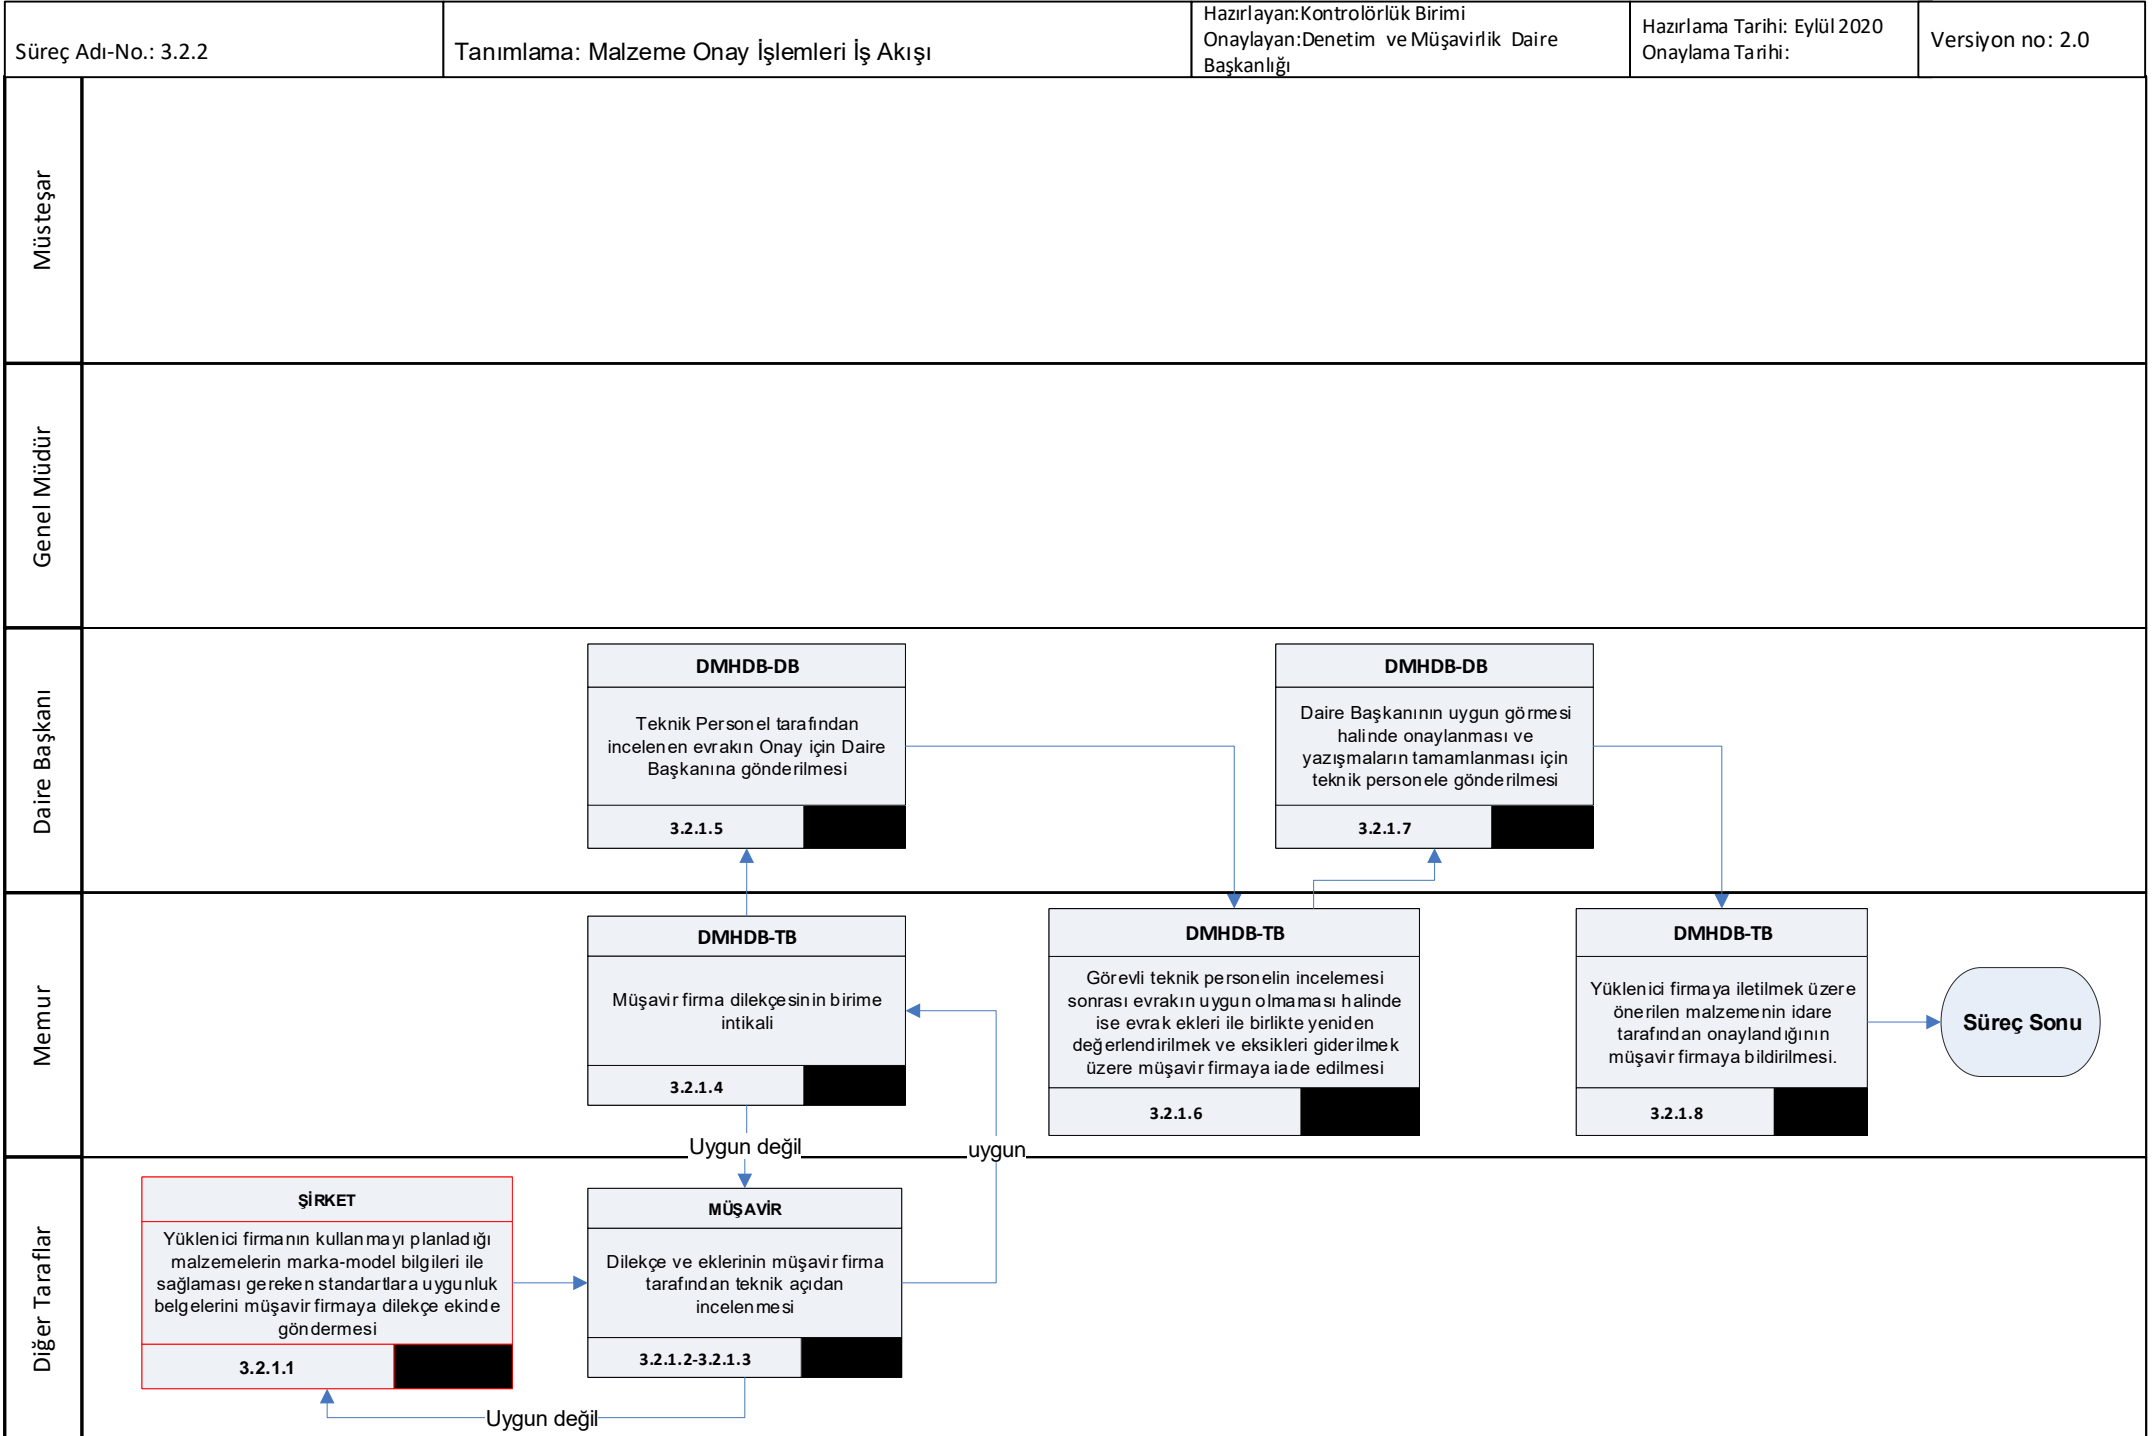 Süreç Adı-No.: 3.2.2
Tanımlama: Malzeme Onay İşlemleri İş Akışı
Hazırlayan:Kontrolörlük Birimi
Onaylayan:Denetim ve Müşavirlik Daire
Başkanlığı
Hazırlama Tarihi: Eylül 2020
Onaylama Tarihi:
Versiyon no: 2.0
Müsteşar
Genel Müdür
Daire Başkanı
DMHDB-DB
Teknik Personel tarafından
incelenen evrakın Onay için Daire
Başkanına gönderilmesi
3.2.1.5
DMHDB-DB
Daire Başkanının uygun görmesi
halinde onaylanması ve
yazışmaların tamamlanması için
teknik personele gönderilmesi
3.2.1.7
Memur
DMHDB-TB
Müşavir firma dilekçesinin birime
intikali
3.2.1.4
DMHDB-TB
Görevli teknik personelin incelemesi
sonrası evrakın uygun olmaması halinde
ise evrak ekleri ile birlikte yeniden
değerlendirilmek ve eksikleri giderilmek
üzere müşavir firmaya iade edilmesi
3.2.1.6
DMHDB-TB
Yüklenici firmaya iletilmek üzere
önerilen malzemenin idare
tarafından onaylandığının
müşavir firmaya bildirilmesi.
3.2.1.8
Süreç Sonu
Uygun değil
uygun
Diğer Taraflar
ŞİRKET
Yüklenici firmanın kullanmayı planladığı
malzemelerin marka-model bilgileri ile
sağlaması gereken standartlara uygunluk
belgelerini müşavir firmaya dilekçe ekinde
göndermesi
3.2.1.1
MÜŞAVİR
Dilekçe ve eklerinin müşavir firma
tarafından teknik açıdan
incelenmesi
3.2.1.2-3.2.1.3
Uygun değil